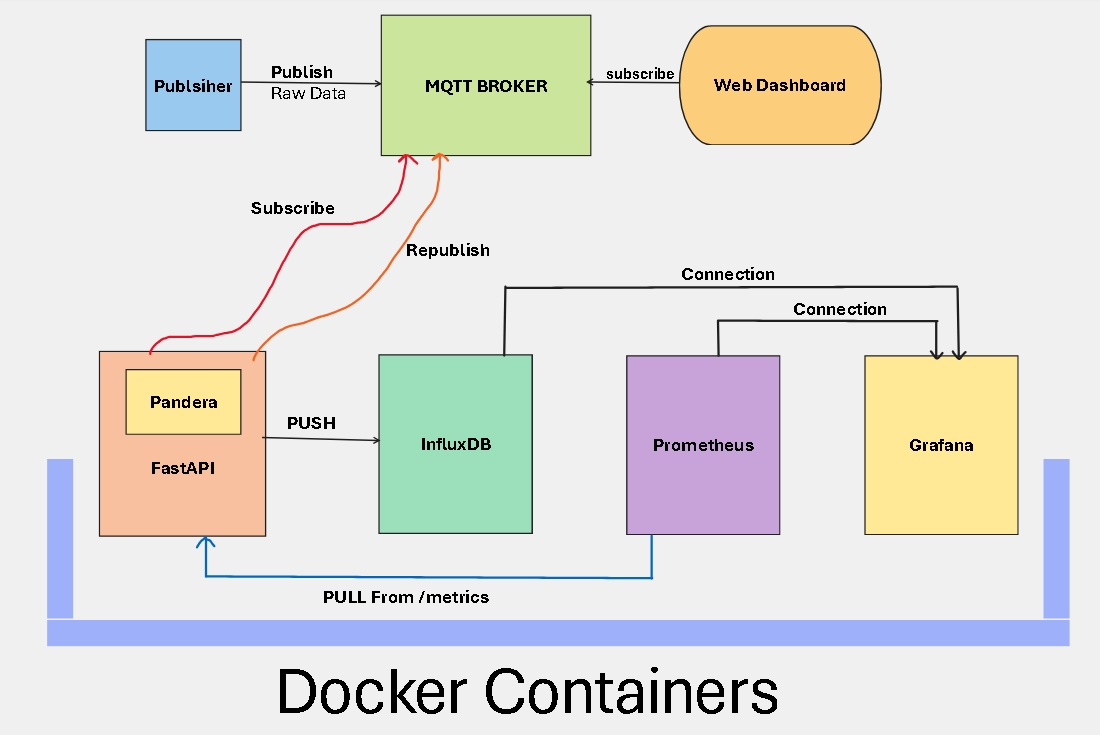 Publsiher
Publish
Raw Data
MQTT BROKER
subscribe
Web Dashboard
Subscribe
Republish
Connection
Connection
Pandera
FastAPI
PUSH
InfluxDB
Prometheus
Grafana
PULL From /metrics
Docker Containers